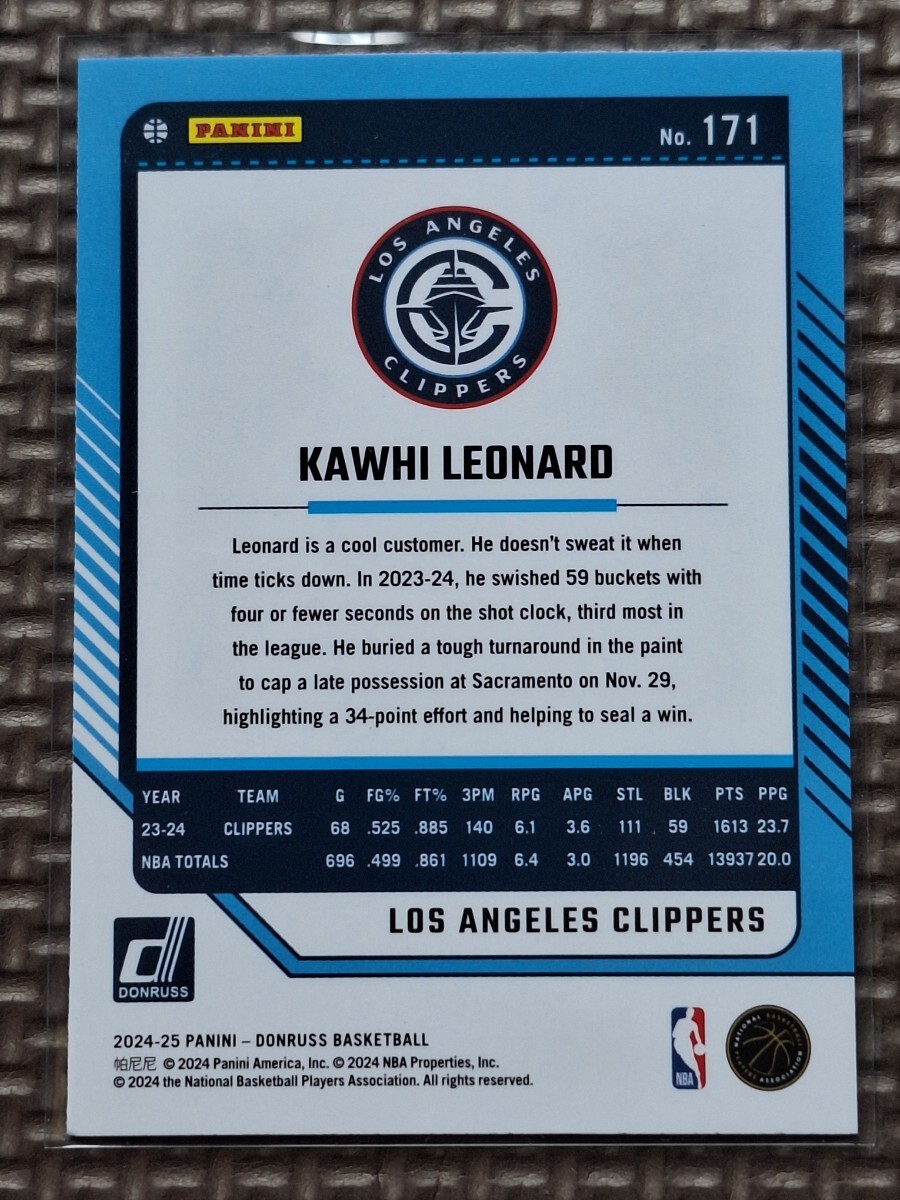 PANINI
No. 171
LOS ANGELES
CLIPPERS
KAWHI LEONARD
Leonard is a cool customer. He doesn't sweat it when
time ticks down. In 2023-24, he swished 59 buckets with
four or fewer seconds on the shot clock, third most in
the league. He buried a tough turnaround in the paint
to cap a late possession at Sacramento on Nov. 29,
highlighting a 34-point effort and helping to seal a win.
YEAR TEAM G FG% FT% 3PM RPG APG STL BLK PTS PPG
23-24 CLIPPERS 68 .525 .885 140 6.1 3.6 111 59 1613 23.7
NBA TOTALS 696 .499 .861 1109 6.4 3.0 1196 454 13937 20.0
LOS ANGELES CLIPPERS
d
DONRUSS
2024-25 PANINI – DONRUSS BASKETBALL
帕尼尼 © 2024 Panini America, Inc. © 2024 NBA Properties, Inc.
© 2024 the National Basketball Players Association. All rights reserved.
NBA
NATIONAL BASKETBALL PLAYERS ASSOCIATION